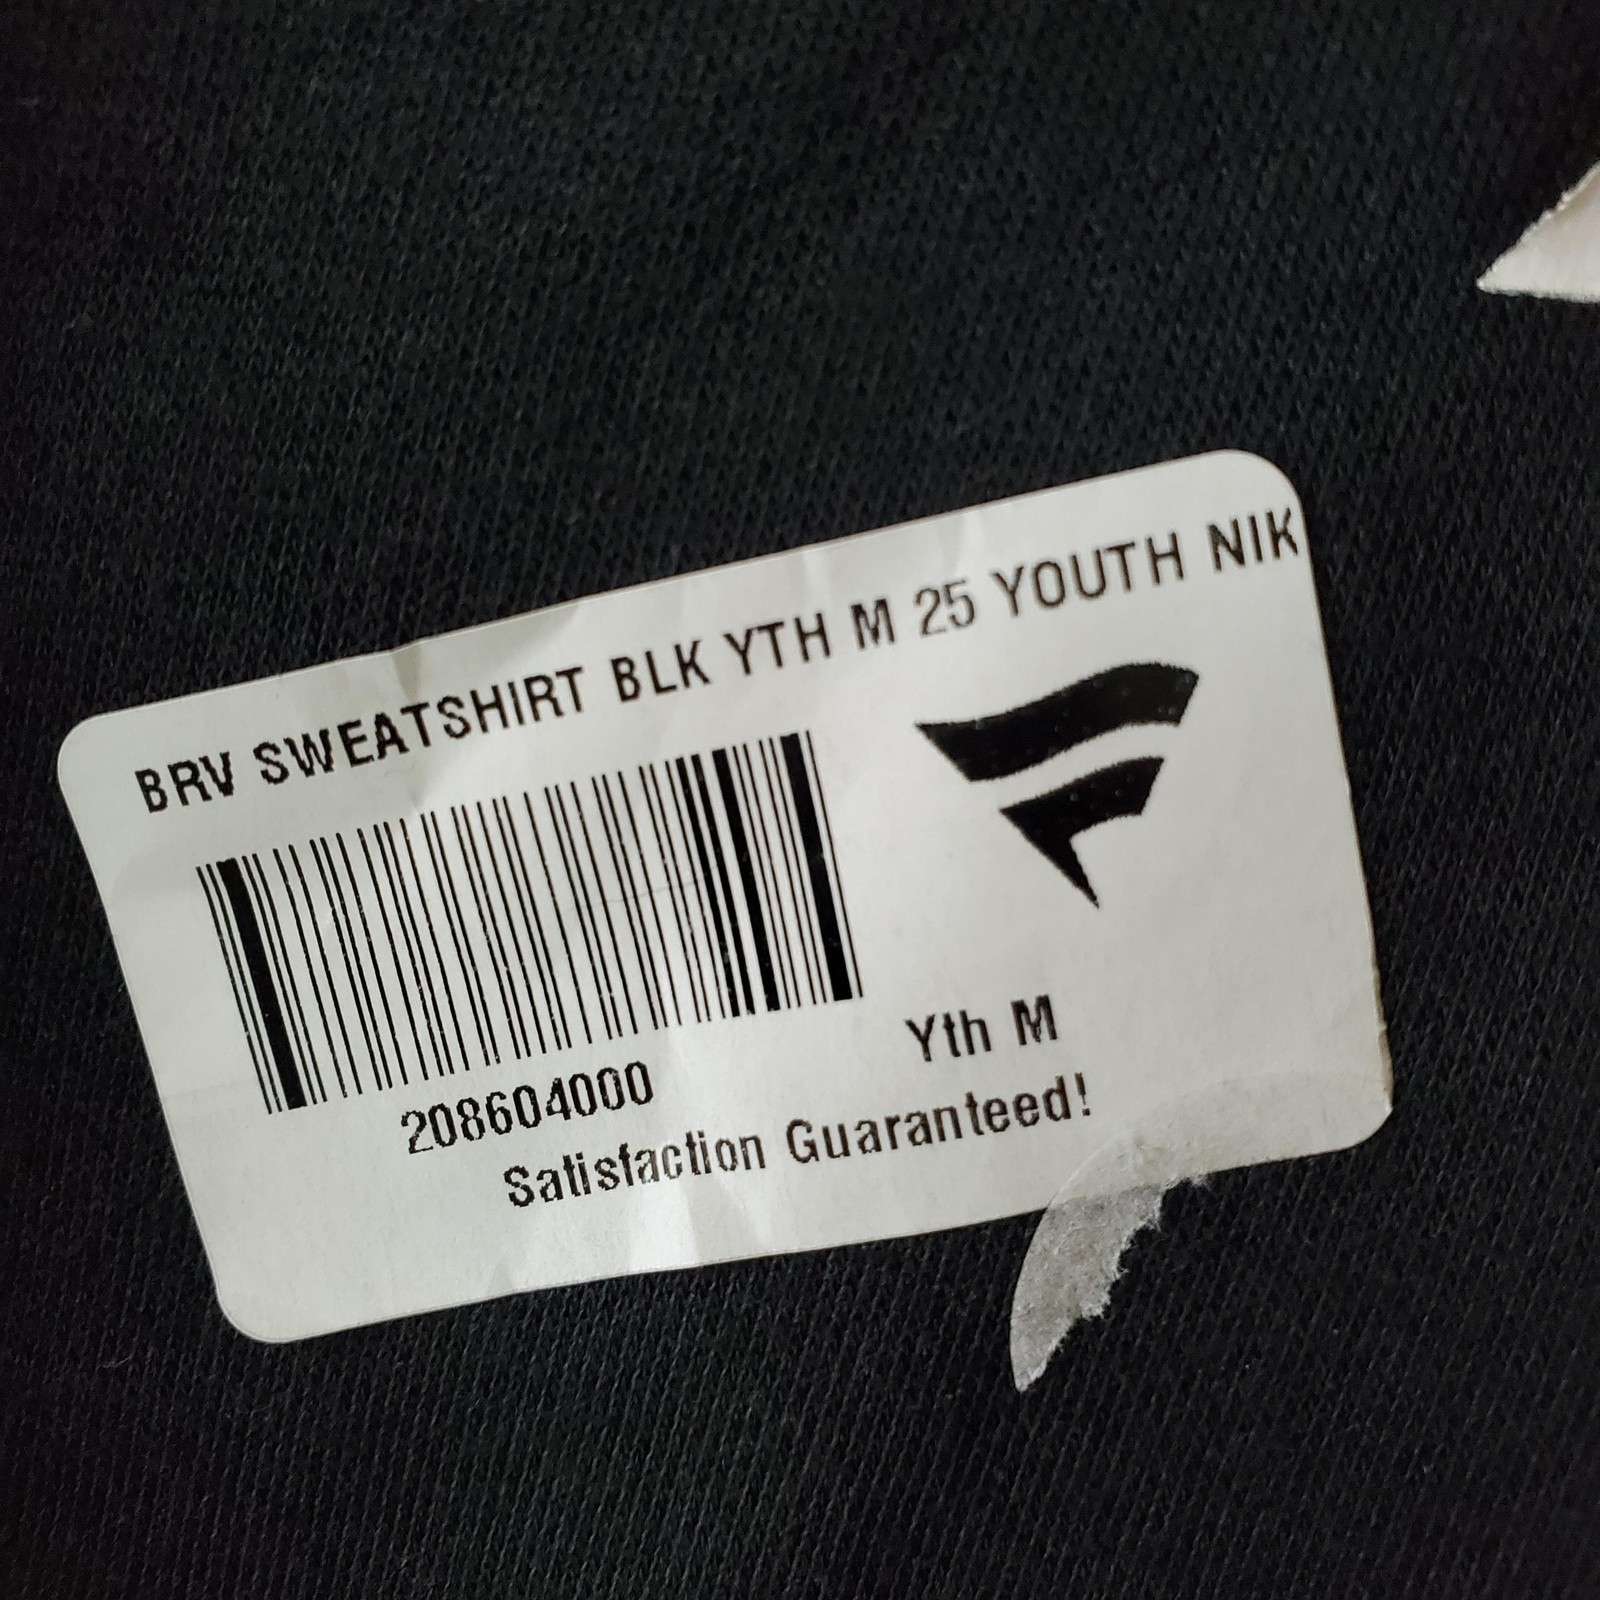 BRV SWEATSHIRT BLK YTH M 25 YOUTH NIK
208604000
Yth M
Satisfaction Guaranteed!